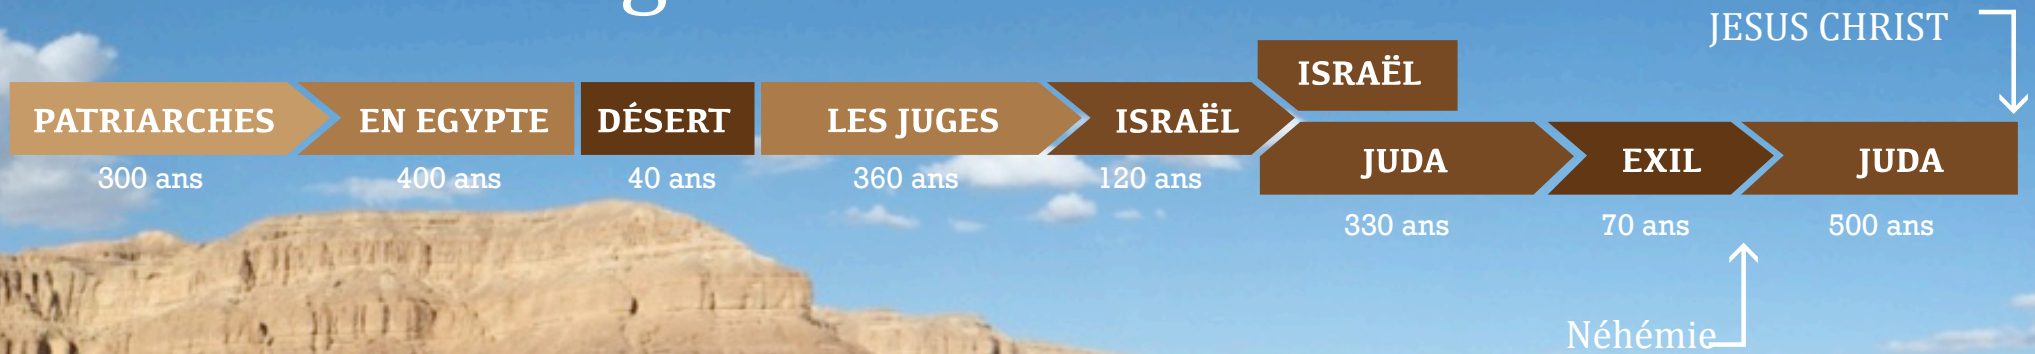 JESUS CHRIST
ISRAËL
PATRIARCHES EN EGYPTE DÉSERT LES JUGES ISRAËL
JUDA EXIL JUDA
300 ans 400 ans 40 ans 360 ans 120 ans
330 ans 70 ans 500 ans
Néhémie